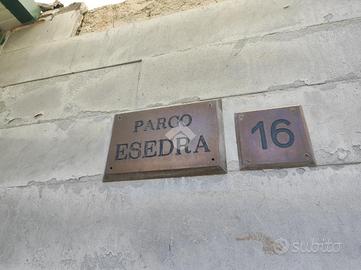 PARCO
ESEDRA
16
subito